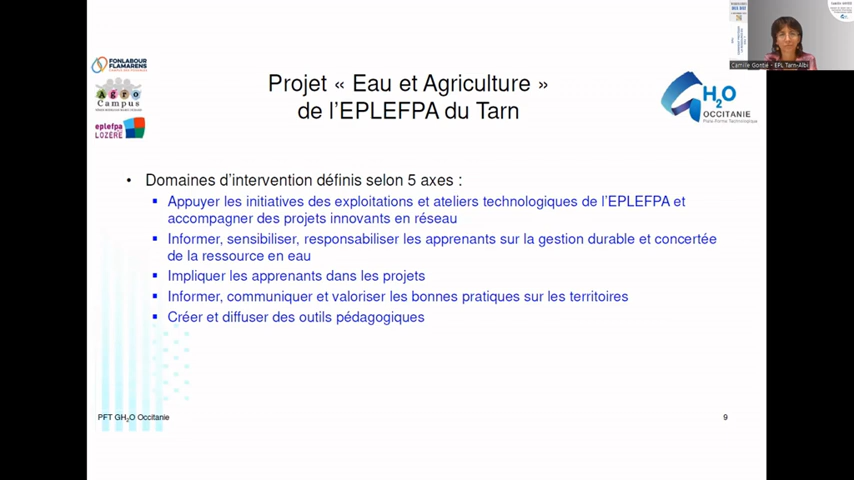 FONLABOUR
FLAMARENS
Agro
Campus
eplefpa
LOZÈRE
Projet « Eau et Agriculture »
de l'EPLEFPA du Tarn
H2O
OCCITANIE
Plate Forme Technologique
Camille Gontié - EPL Tarn-Albi
• Domaines d'intervention définis selon 5 axes :
▪ Appuyer les initiatives des exploitations et ateliers technologiques de l'EPLEFPA et
accompagner des projets innovants en réseau
▪ Informer, sensibiliser, responsabiliser les apprenants sur la gestion durable et concertée
de la ressource en eau
▪ Impliquer les apprenants dans les projets
▪ Informer, communiquer et valoriser les bonnes pratiques sur les territoires
▪ Créer et diffuser des outils pédagogiques
PFT GH2O Occitanie
9